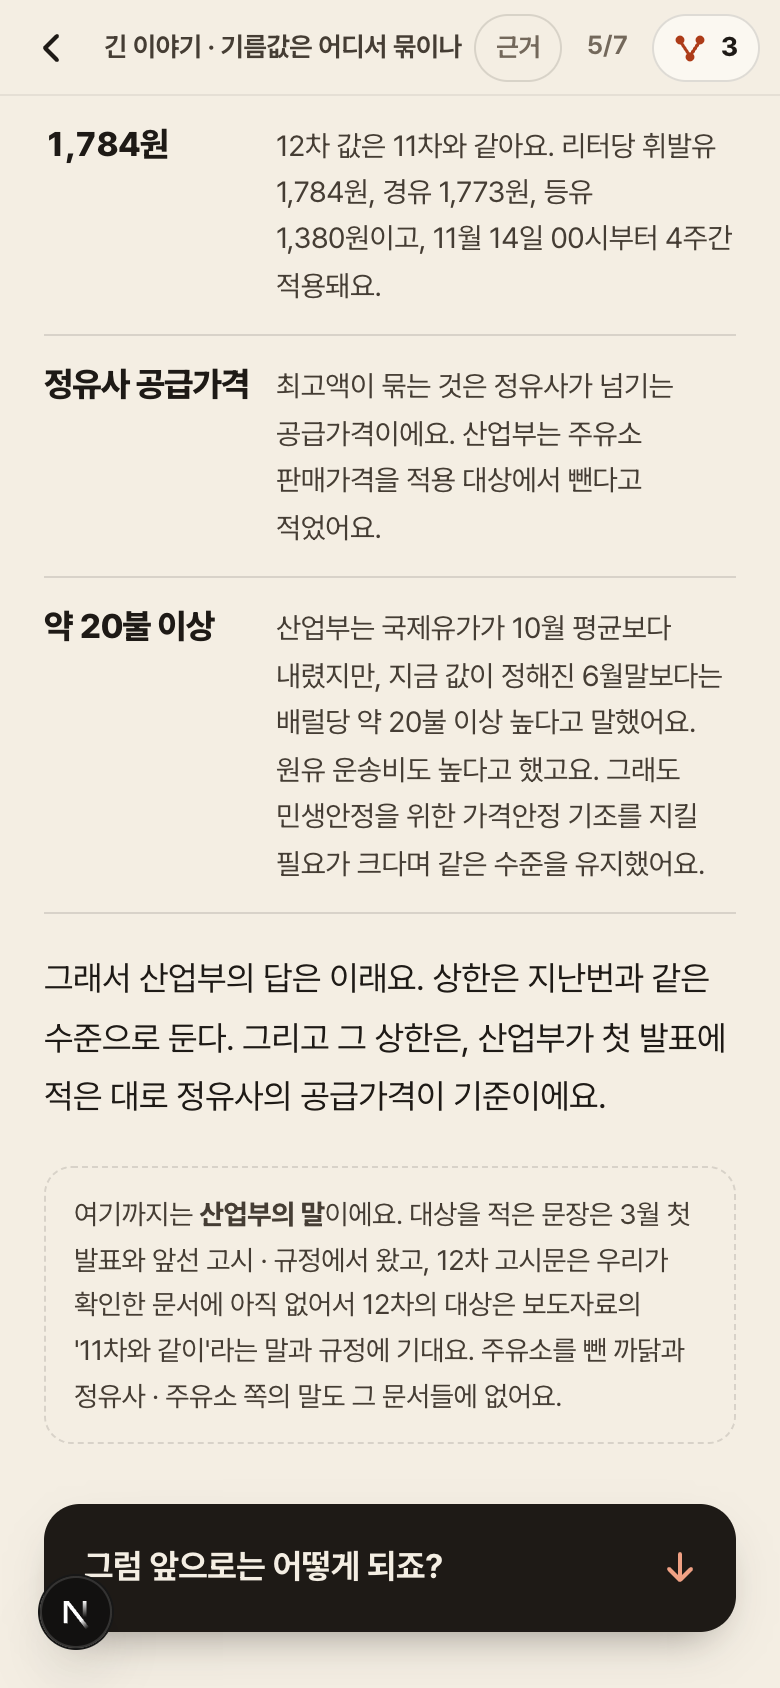 긴 이야기 · 기름값은 어디서 묶이나
근거
5/7
3
1,784원
12차 값은 11차와 같아요. 리터당 휘발유
1,784원, 경유 1,773원, 등유
1,380원이고, 11월 14일 00시부터 4주간
적용돼요.
정유사 공급가격
최고액이 묶는 것은 정유사가 넘기는
공급가격이에요. 산업부는 주유소
판매가격을 적용 대상에서 뺀다고
적었어요.
약 20불 이상
산업부는 국제유가가 10월 평균보다
내렸지만, 지금 값이 정해진 6월말보다는
배럴당 약 20불 이상 높다고 말했어요.
원유 운송비도 높다고 했고요. 그래도
민생안정을 위한 가격안정 기조를 지킬
필요가 크다며 같은 수준을 유지했어요.
그래서 산업부의 답은 이래요. 상한은 지난번과 같은
수준으로 둔다. 그리고 그 상한은, 산업부가 첫 발표에
적은 대로 정유사의 공급가격이 기준이에요.
여기까지는 산업부의 말이에요. 대상을 적은 문장은 3월 첫
발표와 앞선 고시 · 규정에서 왔고, 12차 고시문은 우리가
확인한 문서에 아직 없어서 12차의 대상은 보도자료의
'11차와 같이'라는 말과 규정에 기대요. 주유소를 뺀 까닭과
정유사 · 주유소 쪽의 말도 그 문서들에 없어요.
그럼 앞으로는 어떻게 되죠?
N